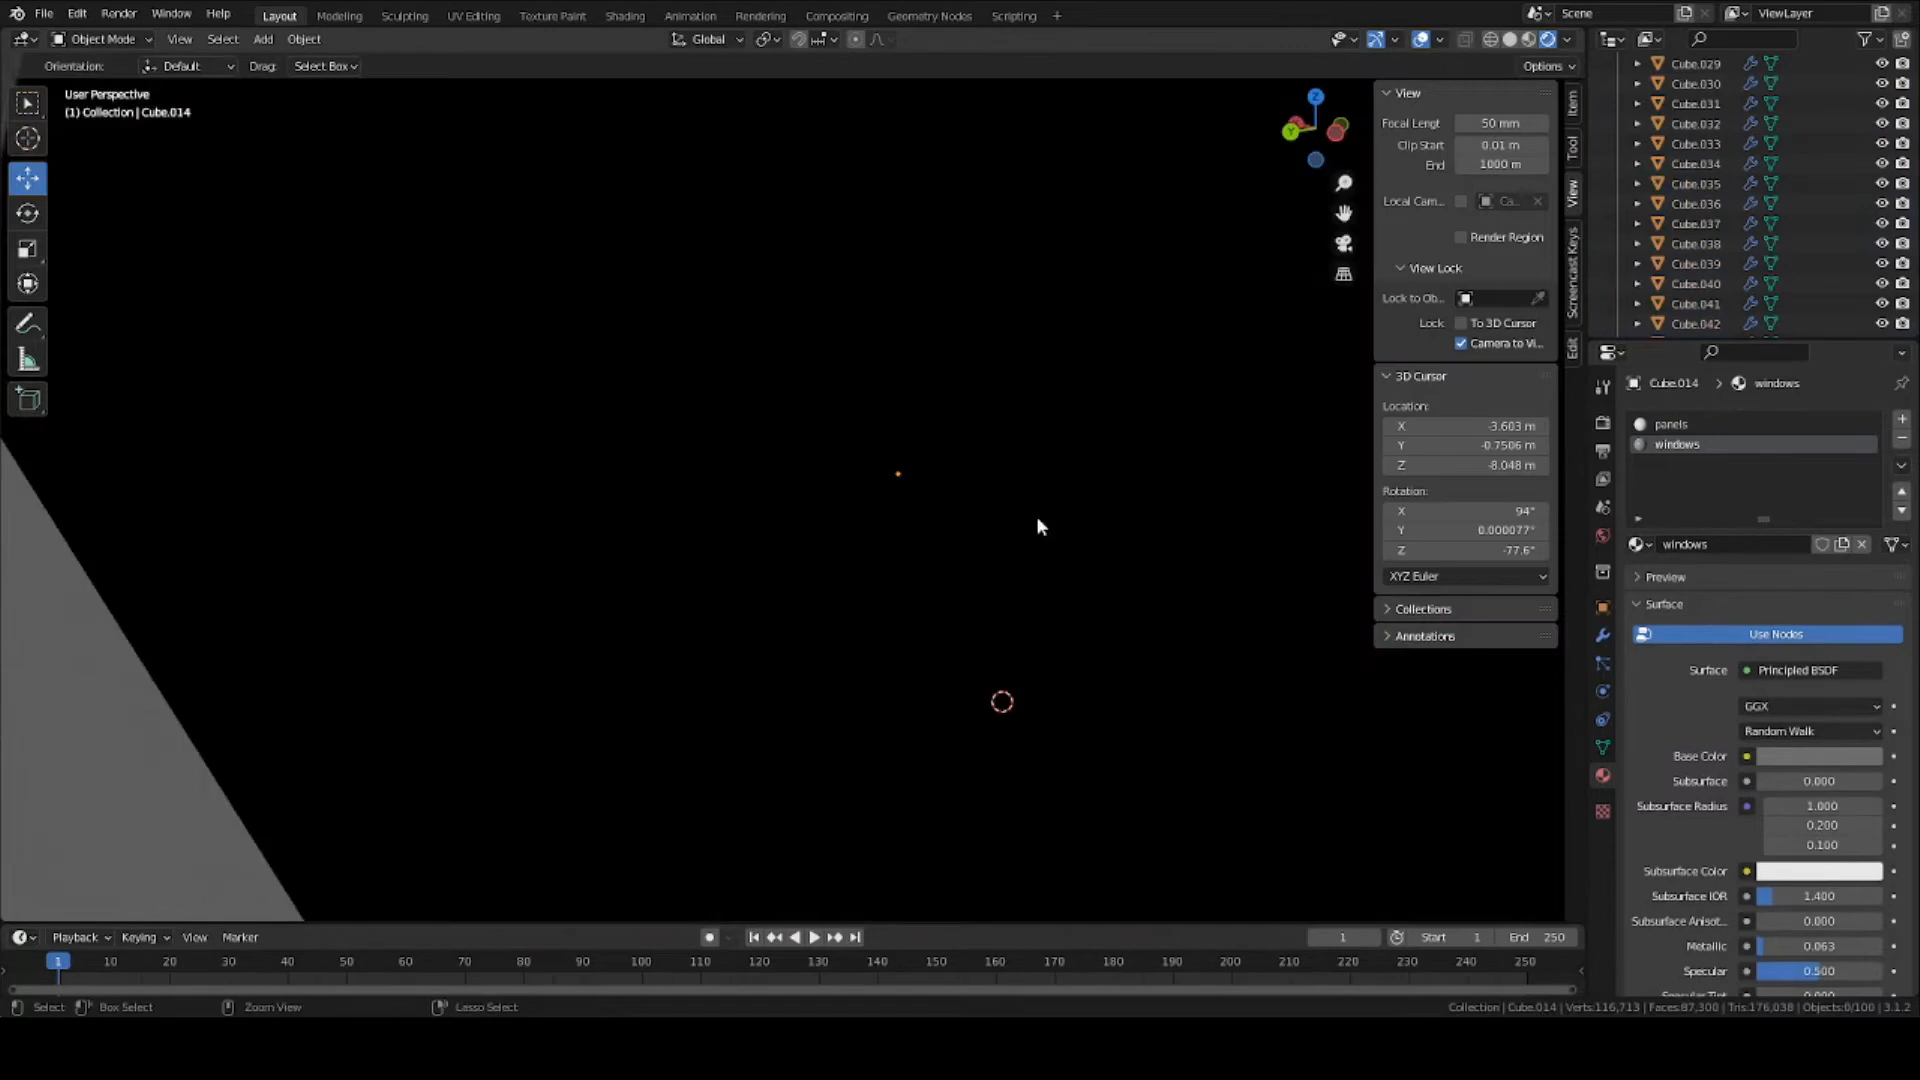 File Edit Render Window Help Layout Modeling Sculpting UV Editing Texture Paint Shading Animation Rendering Compositing Geometry Nodes Scripting + Scene ViewLayer
Object Mode View Select Add Object Global
Orientation: Default Drag: Select Box Options
User Perspective
(1) Collection | Cube.014
Z
Y
View
Focal Lengt 50 mm
Clip Start 0.01 m
End 1000 m
Local Cam... Ca...
Render Region
View Lock
Lock to Ob...
Lock: To 3D Cursor
Camera to Vi...
3D Cursor
Location:
X -3.603 m
Y -0.7506 m
Z -8.048 m
Rotation:
X 94°
Y 0.000077°
Z -77.6°
XYZ Euler
Collections
Annotations
Item
Tool
View
Screencast Keys
Edit
Cube.029
Cube.030
Cube.031
Cube.032
Cube.033
Cube.034
Cube.035
Cube.036
Cube.037
Cube.038
Cube.039
Cube.040
Cube.041
Cube.042
Cube.014 > windows
panels
windows
windows
Preview
Surface
Use Nodes
Surface Principled BSDF
GGX
Random Walk
Base Color
Subsurface 0.000
Subsurface Radius 1.000
0.200
0.100
Subsurface Color
Subsurface IOR 1.400
Subsurface Anisot... 0.000
Metallic 0.063
Specular 0.500
Specular Tint 0.000
Playback Keying View Marker 1 Start 1 End 250
1 10 20 30 40 50 60 70 80 90 100 110 120 130 140 150 160 170 180 190 200 210 220 230 240 250
Select Box Select Zoom View Lasso Select Collection | Cube.014 | Verts:116,713 | Faces:87,300 | Tris:176,038 | Objects:0/100 | 3.1.2